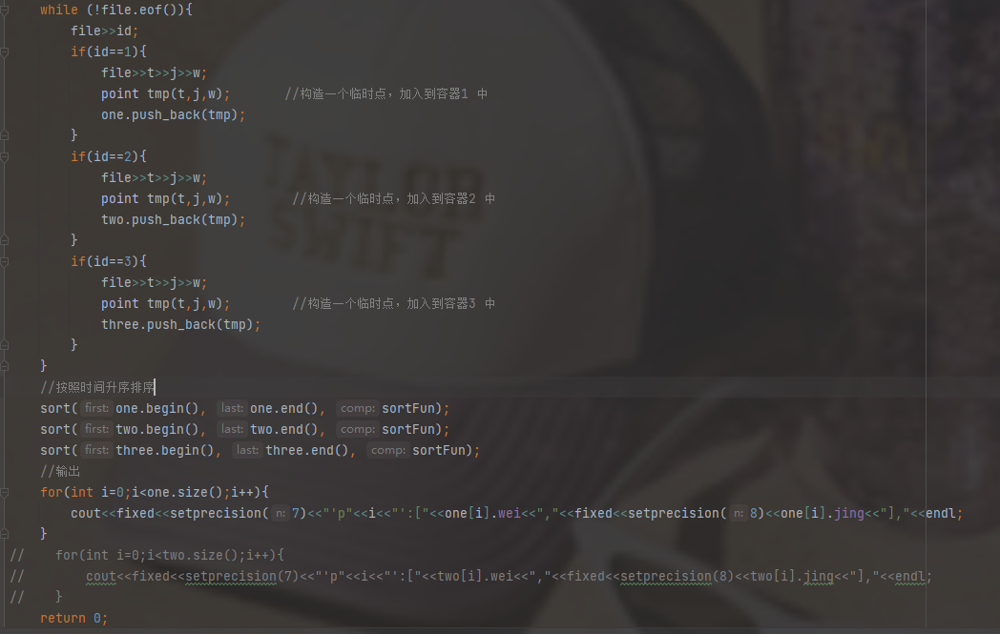 while (!file.eof()){
file>>id;
if(id==1){
file>>t>>j>>w;
point tmp(t,j,w); //构造一个临时点，加入到容器1 中
one.push_back(tmp);
}
if(id==2){
file>>t>>j>>w;
point tmp(t,j,w); //构造一个临时点，加入到容器2 中
two.push_back(tmp);
}
if(id==3){
file>>t>>j>>w;
point tmp(t,j,w); //构造一个临时点，加入到容器3 中
three.push_back(tmp);
}
}
//按照时间升序排序
sort( first: one.begin(), last: one.end(), comp: sortFun);
sort( first: two.begin(), last: two.end(), comp: sortFun);
sort( first: three.begin(), last: three.end(), comp: sortFun);
//输出
for(int i=0;i<one.size();i++){
cout<<fixed<<setprecision( n: 7)<<"'p"<<i<<"':["<<one[i].wei<<","<<fixed<<setprecision( n: 8)<<one[i].jing<<"],"<<endl;
}
// for(int i=0;i<two.size();i++){
// cout<<fixed<<setprecision(7)<<"'p"<<i<<"':["<<two[i].wei<<","<<fixed<<setprecision(8)<<two[i].jing<<"],"<<endl;
// }
return 0;
TAYLOR
SWIFT